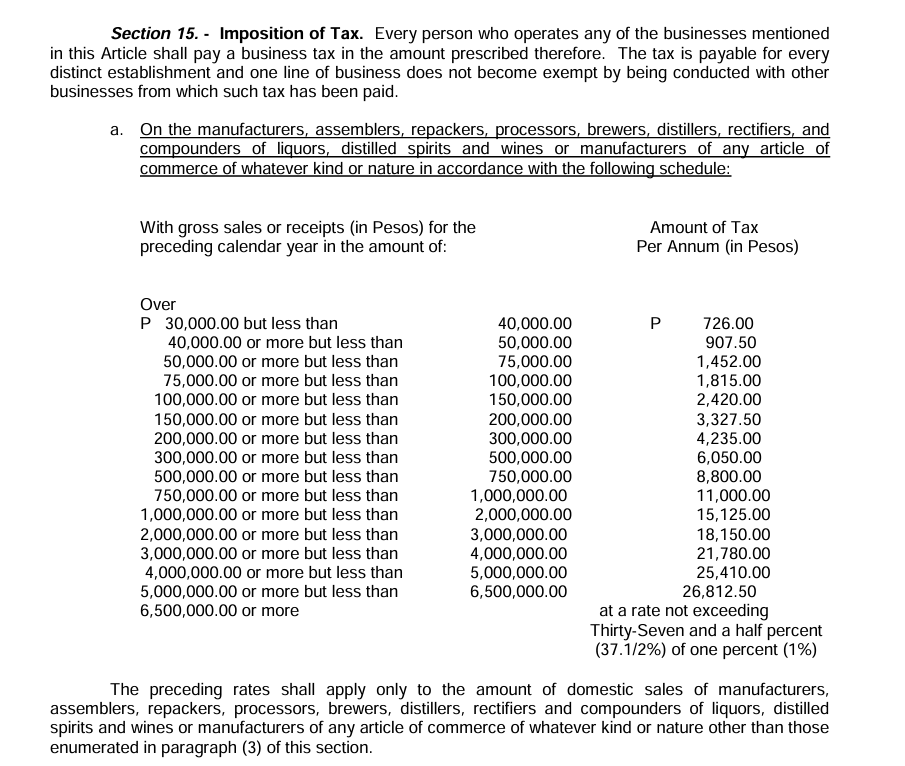 Section 15. - Imposition of Tax. Every person who operates any of the businesses mentioned
in this Article shall pay a business tax in the amount prescribed therefore. The tax is payable for every
distinct establishment and one line of business does not become exempt by being conducted with other
businesses from which such tax has been paid.
a. On the manufacturers, assemblers, repackers, processors, brewers, distillers, rectifiers, and
compounders of liquors, distilled spirits and wines or manufacturers of any article of
commerce of whatever kind or nature in accordance with the following schedule:
With gross sales or receipts (in Pesos) for the Amount of Tax
preceding calendar year in the amount of: Per Annum (in Pesos)
Over
P 30,000.00 but less than 40,000.00 P 726.00
40,000.00 or more but less than 50,000.00 907.50
50,000.00 or more but less than 75,000.00 1,452.00
75,000.00 or more but less than 100,000.00 1,815.00
100,000.00 or more but less than 150,000.00 2,420.00
150,000.00 or more but less than 200,000.00 3,327.50
200,000.00 or more but less than 300,000.00 4,235.00
300,000.00 or more but less than 500,000.00 6,050.00
500,000.00 or more but less than 750,000.00 8,800.00
750,000.00 or more but less than 1,000,000.00 11,000.00
1,000,000.00 or more but less than 2,000,000.00 15,125.00
2,000,000.00 or more but less than 3,000,000.00 18,150.00
3,000,000.00 or more but less than 4,000,000.00 21,780.00
4,000,000.00 or more but less than 5,000,000.00 25,410.00
5,000,000.00 or more but less than 6,500,000.00 26,812.50
6,500,000.00 or more at a rate not exceeding
Thirty-Seven and a half percent
(37.1/2%) of one percent (1%)
The preceding rates shall apply only to the amount of domestic sales of manufacturers,
assemblers, repackers, processors, brewers, distillers, rectifiers and compounders of liquors, distilled
spirits and wines or manufacturers of any article of commerce of whatever kind or nature other than those
enumerated in paragraph (3) of this section.